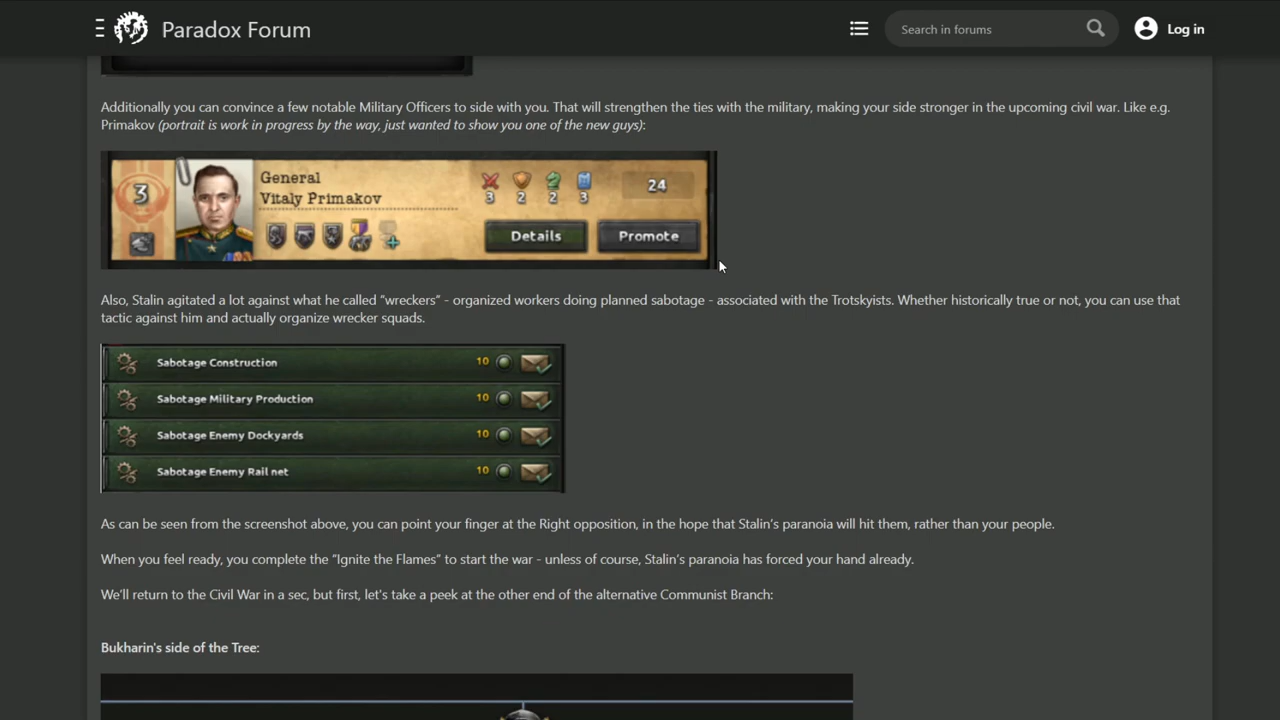 Paradox Forum
Search in forums
Log in
Additionally you can convince a few notable Military Officers to side with you. That will strengthen the ties with the military, making your side stronger in the upcoming civil war. Like e.g.
Primakov (portrait is work in progress by the way, just wanted to show you one of the new guys):
3
General
Vitaly Primakov
3 2 2 3
24
Details
Promote
Also, Stalin agitated a lot against what he called “wreckers” - organized workers doing planned sabotage - associated with the Trotskyists. Whether historically true or not, you can use that
tactic against him and actually organize wrecker squads.
Sabotage Construction 10
Sabotage Military Production 10
Sabotage Enemy Dockyards 10
Sabotage Enemy Rail net 10
As can be seen from the screenshot above, you can point your finger at the Right opposition, in the hope that Stalin’s paranoia will hit them, rather than your people.
When you feel ready, you complete the “Ignite the Flames” to start the war - unless of course, Stalin’s paranoia has forced your hand already.
We’ll return to the Civil War in a sec, but first, let's take a peek at the other end of the alternative Communist Branch:
Bukharin's side of the Tree: